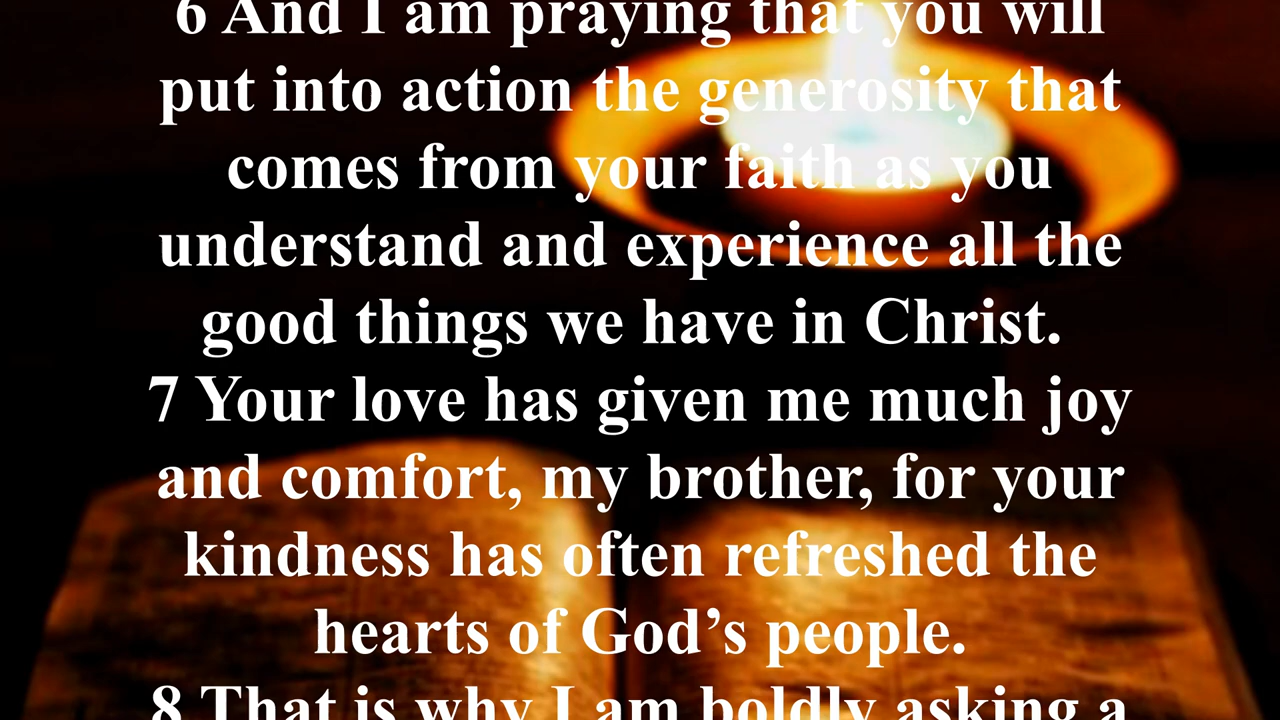 6 And I am praying that you will
put into action the generosity that
comes from your faith as you
understand and experience all the
good things we have in Christ.
7 Your love has given me much joy
and comfort, my brother, for your
kindness has often refreshed the
hearts of God’s people.
8 That is why I am boldly asking a